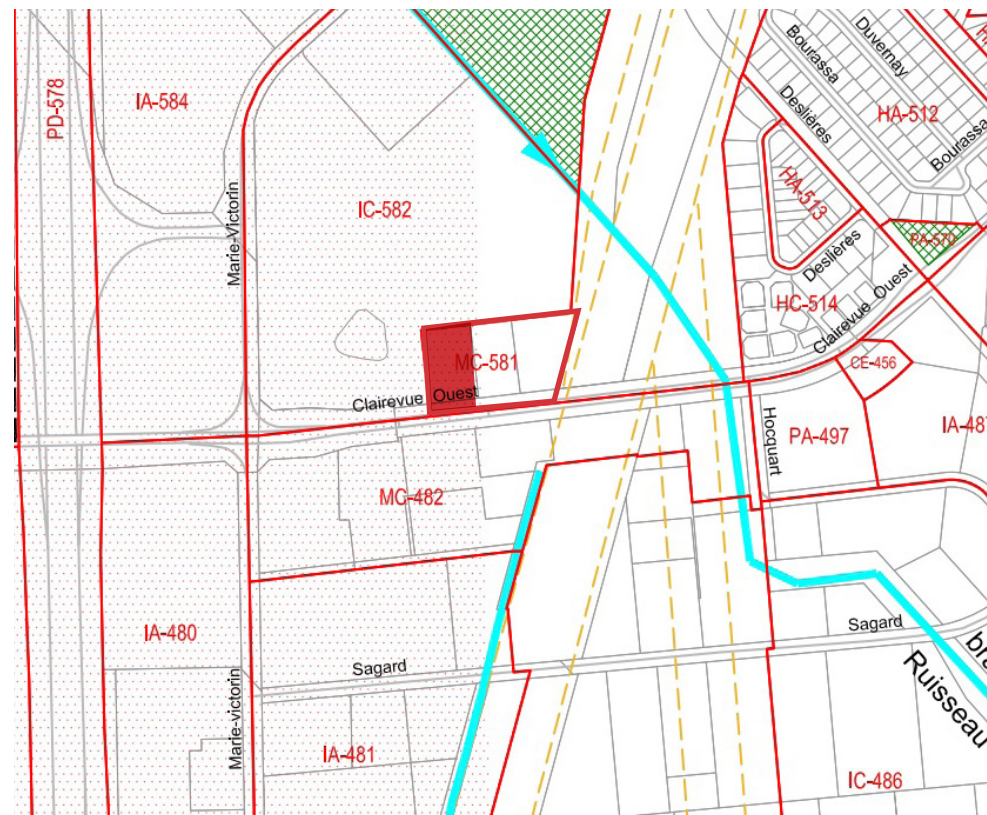 Bourassa
Duvernay
IA-584
PD-578
Deslières
HA-512
Bourassa
HA-513
IC-582
Marie-Victorin
Deslières
PA-570
HC-514
Clairevue Ouest
MC-581
CE-456
Clairevue Ouest
Hocquart
PA-497
MC-482
IA-480
Sagard
Sagard
Ruisseau
Marie-victorin
IA-481
IC-486